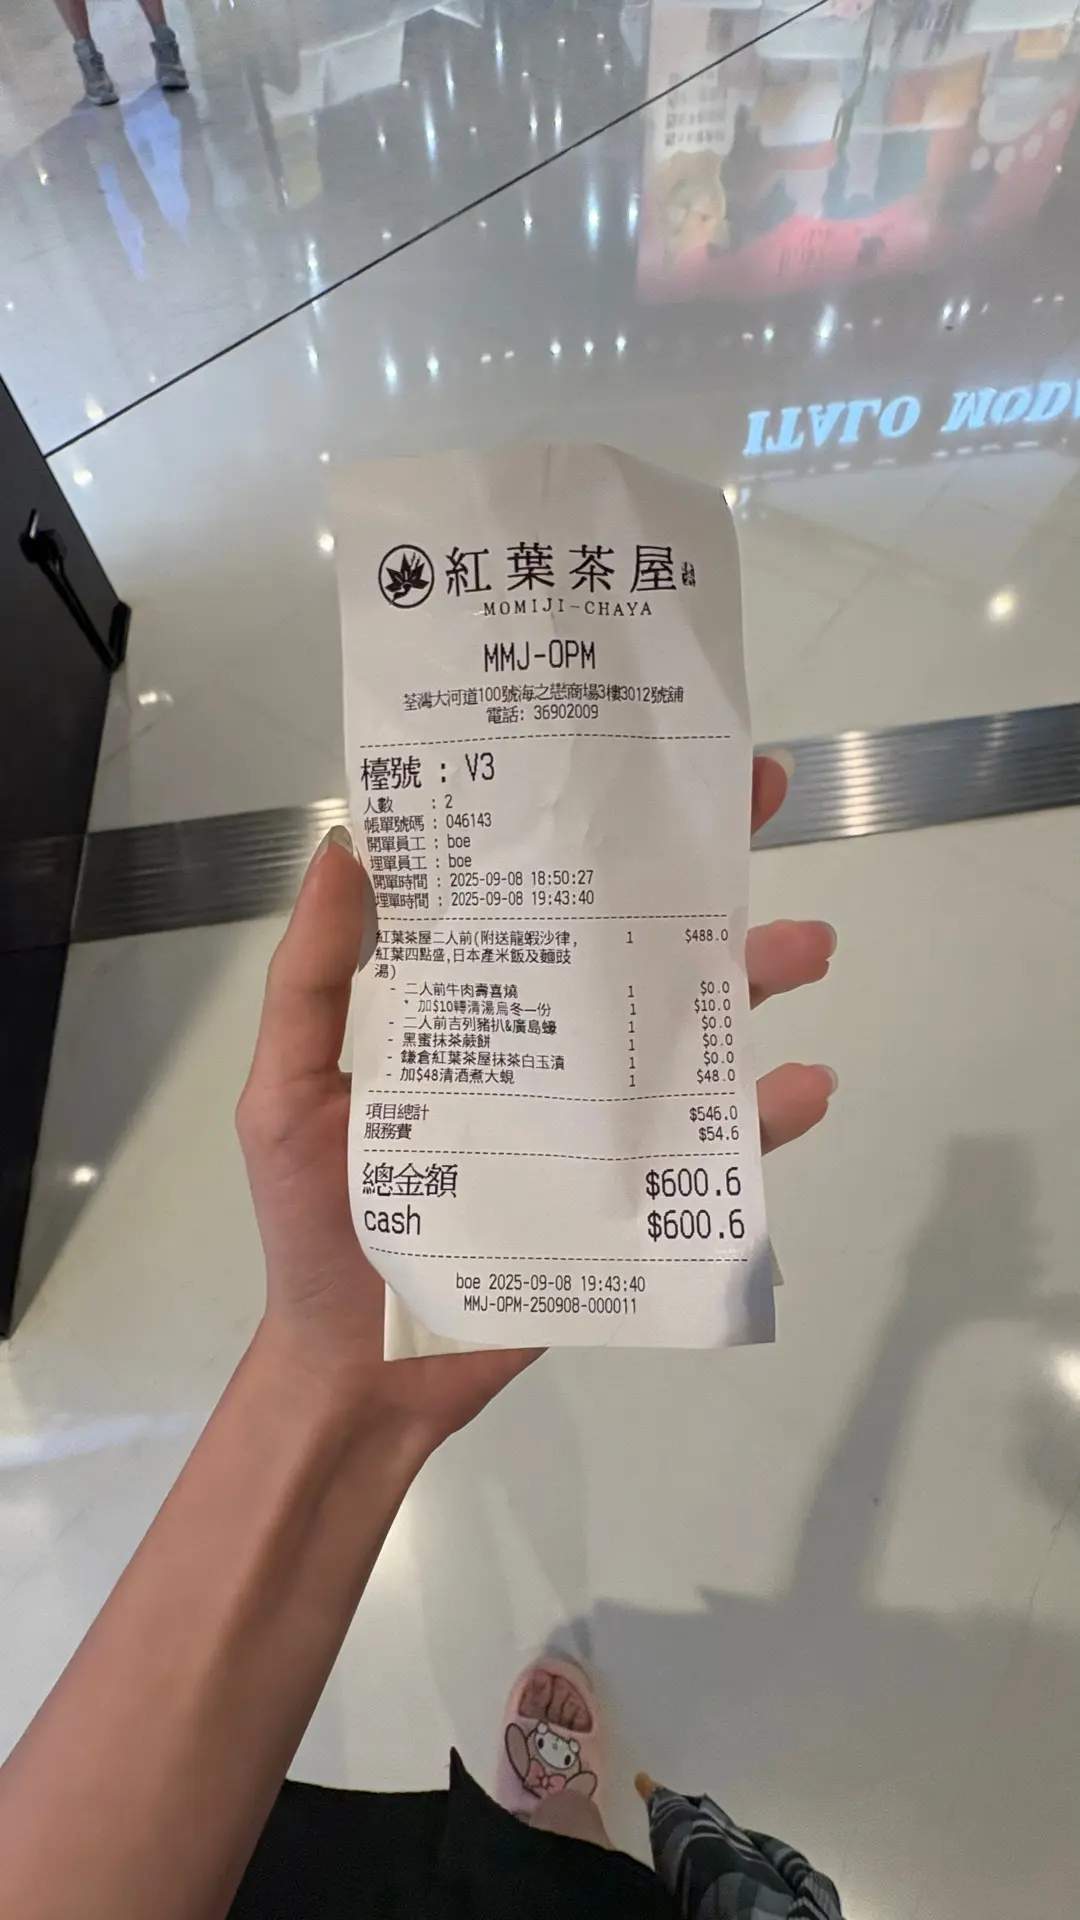 ITALO MOD
紅葉茶屋
MOMIJI-CHAYA
MMJ-OPM
荃灣大河道100號海之戀商場3樓3012號舖
電話: 36902009
檯號 : V3
人數 : 2
帳單號碼 : 046143
開單員工 : boe
埋單員工 : boe
開單時間 : 2025-09-08 18:50:27
埋單時間 : 2025-09-08 19:43:40
紅葉茶屋二人前(附送龍蝦沙律, 1 $488.0
紅葉四點盛,日本產米飯及麵豉
湯)
- 二人前牛肉壽喜燒 1 $0.0
* 加$10轉清湯烏冬一份 1 $10.0
- 二人前吉列豬扒&廣島蠔 1 $0.0
- 黑蜜抹茶蕨餅 1 $0.0
- 鎌倉紅葉茶屋抹茶白玉漬 1 $0.0
- 加$48清酒煮大蜆 1 $48.0
項目總計 $546.0
服務費 $54.6
總金額 $600.6
cash $600.6
boe 2025-09-08 19:43:40
MMJ-OPM-250908-000011